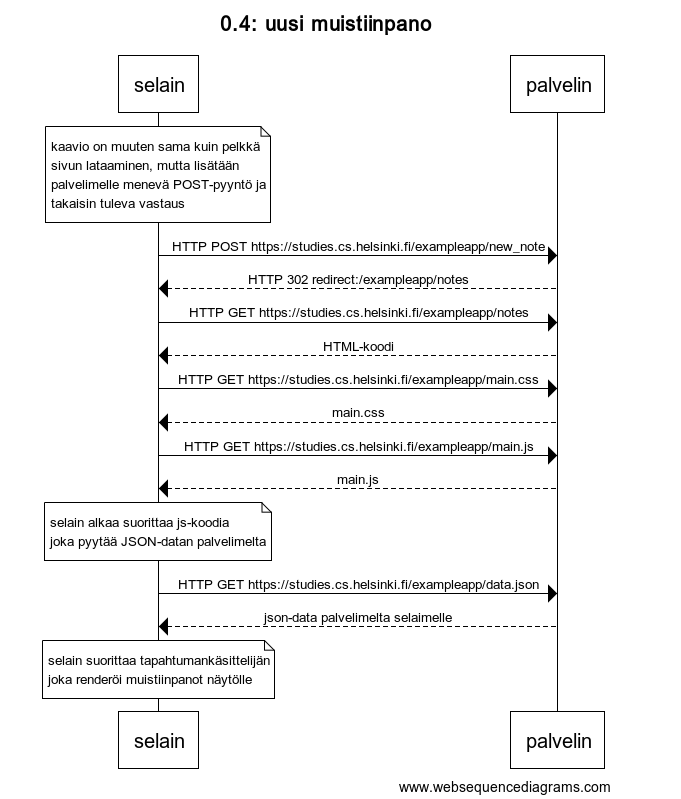 0.4: uusi muistiinpano
selain
palvelin
kaavio on muuten sama kuin pelkkä
sivun lataaminen, mutta lisätään
palvelimelle menevä POST-pyyntö ja
takaisin tuleva vastaus
HTTP POST https://studies.cs.helsinki.fi/exampleapp/new_note
HTTP 302 redirect:/exampleapp/notes
HTTP GET https://studies.cs.helsinki.fi/exampleapp/notes
HTML-koodi
HTTP GET https://studies.cs.helsinki.fi/exampleapp/main.css
main.css
HTTP GET https://studies.cs.helsinki.fi/exampleapp/main.js
main.js
selain alkaa suorittaa js-koodia
joka pyytää JSON-datan palvelimelta
HTTP GET https://studies.cs.helsinki.fi/exampleapp/data.json
json-data palvelimelta selaimelle
selain suorittaa tapahtumankäsittelijän
joka renderöi muistiinpanot näytölle
selain
palvelin
www.websequencediagrams.com